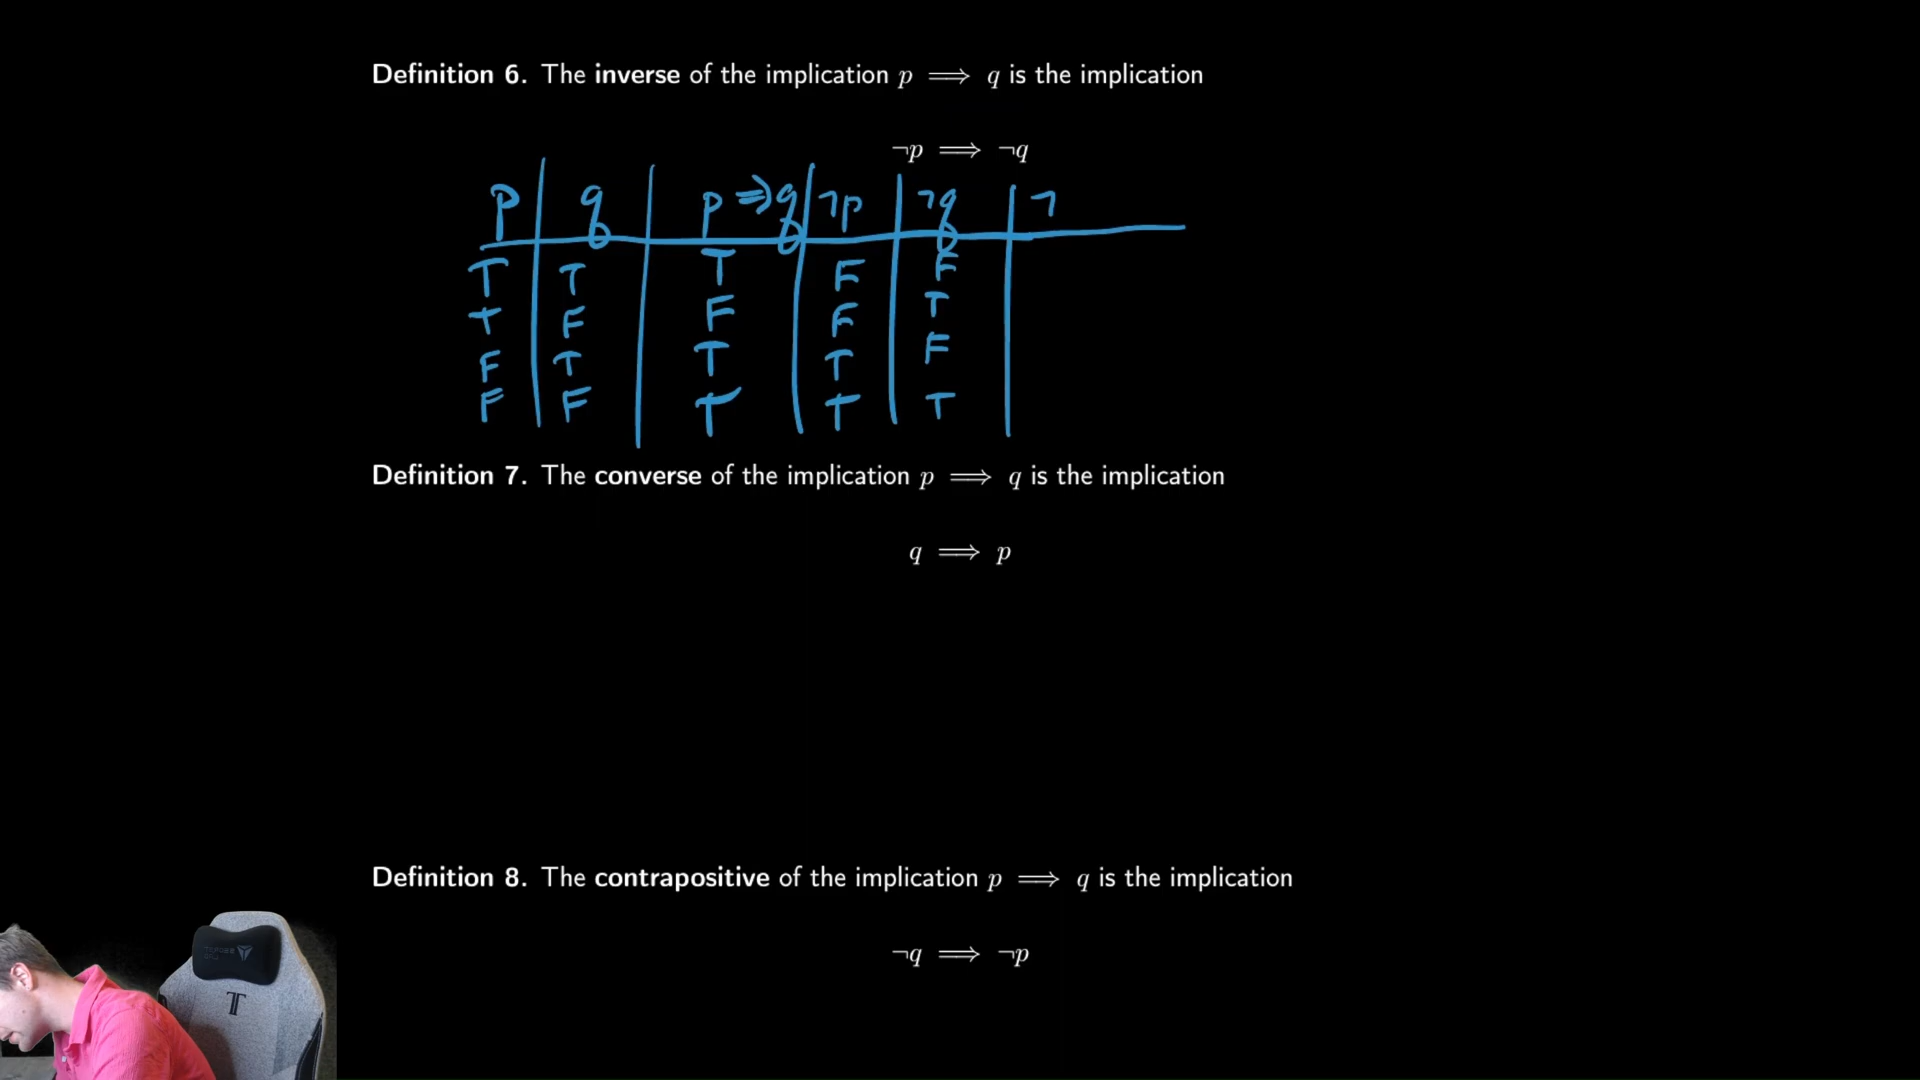 Definition 6. The inverse of the implication p ⟹ q is the implication
¬p ⟹ ¬q
p q p ⇒ q ¬p ¬q ¬
T T T F F
T F F F T
F T T T F
F F T T T
Definition 7. The converse of the implication p ⟹ q is the implication
q ⟹ p
Definition 8. The contrapositive of the implication p ⟹ q is the implication
¬q ⟹ ¬p